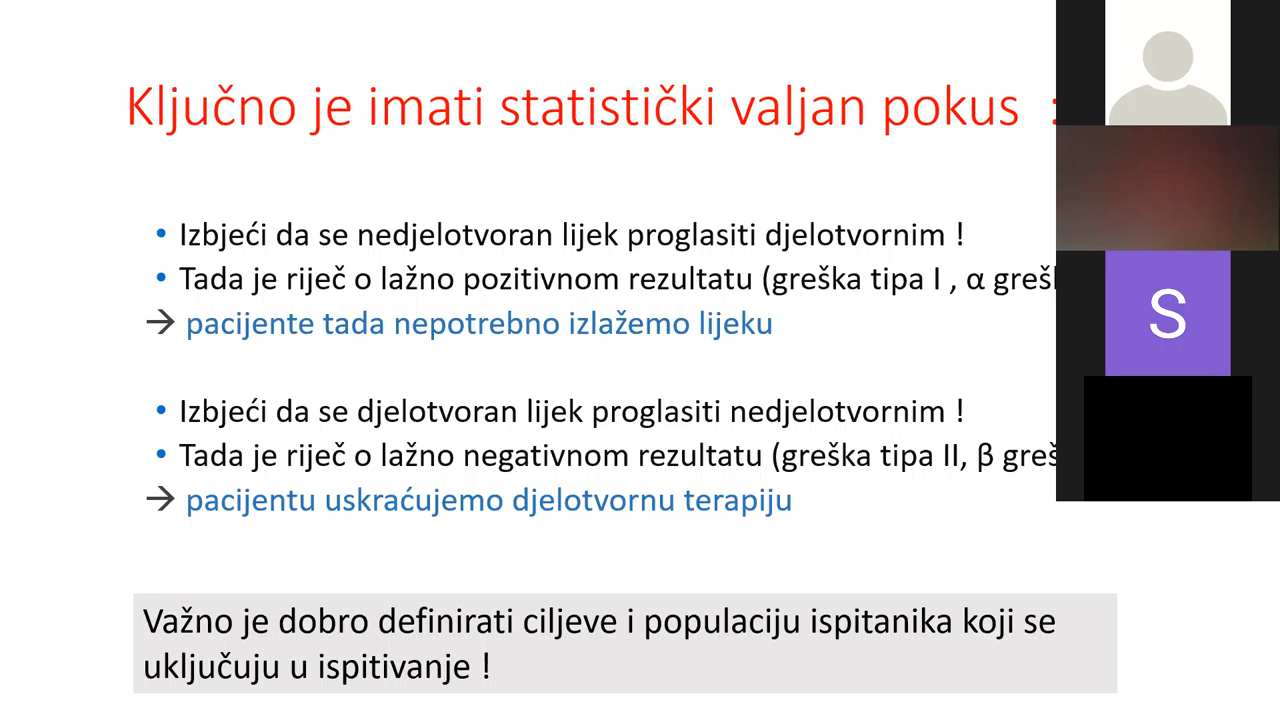 Ključno je imati statistički valjan pokus :
• Izbjeći da se nedjelotvoran lijek proglasiti djelotvornim !
• Tada je riječ o lažno pozitivnom rezultatu (greška tipa I , α
→ pacijente tada nepotrebno izlažemo lijeku
• Izbjeći da se djelotvoran lijek proglasiti nedjelotvornim !
• Tada je riječ o lažno negativnom rezultatu (greška tipa II, β
→ pacijentu uskraćujemo djelotvornu terapiju
Važno je dobro definirati ciljeve i populaciju ispitanika koji se
uključuju u ispitivanje !
S